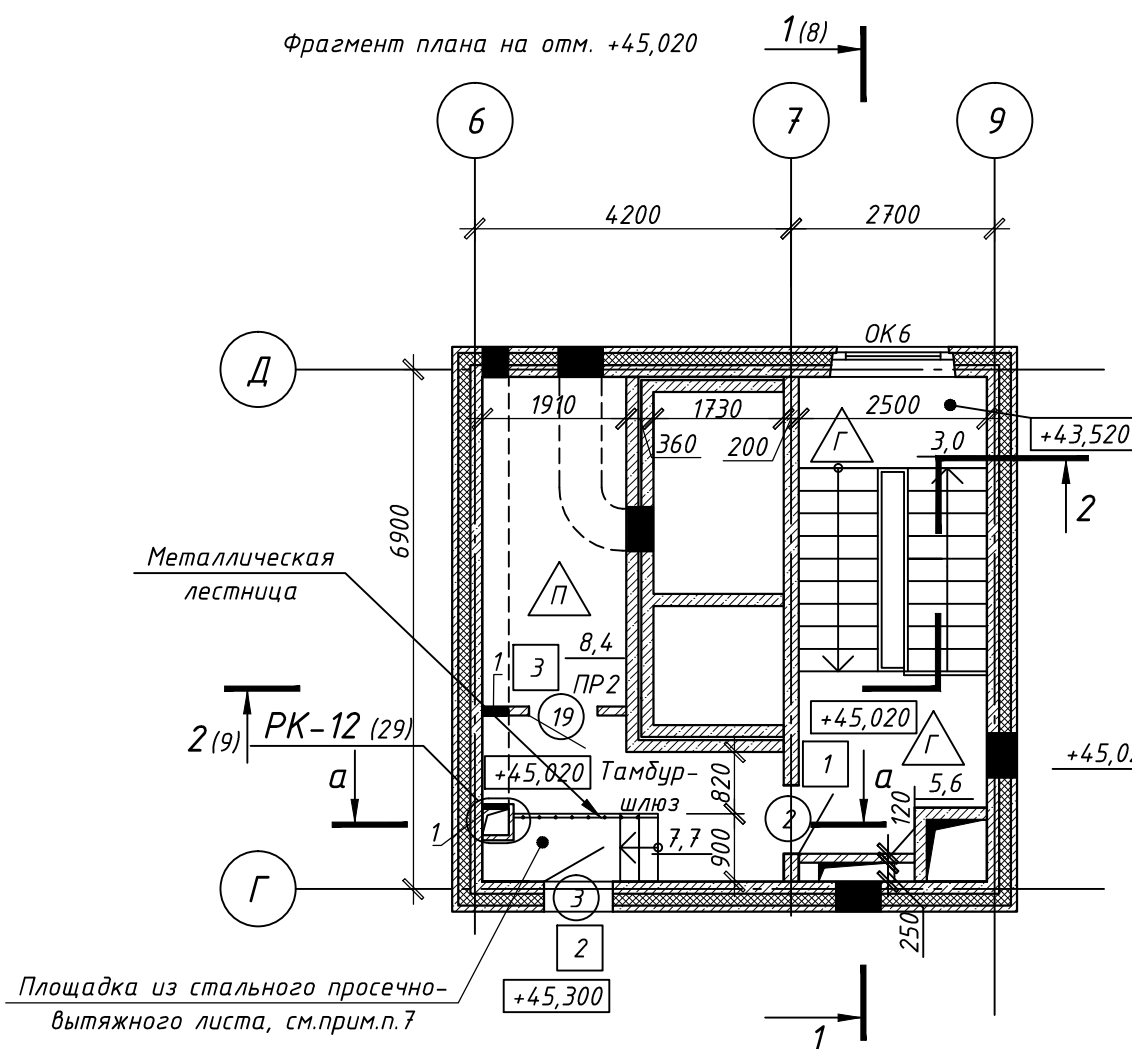 Фрагмент плана на отм. +45,020
1 (8)
6
7
9
4200
2700
ОК6
Д
1910
1730
2500
+43,520
360
200
Г
3,0
2
6900
Металлическая
лестница
П
8,4
1
3
ПР2
19
+45,020
Г
2 (9)
РК-12 (29)
+45,020
Тамбур-
шлюз
820
1
+45,0
а
а
5,6
120
1
2
7,7
900
Г
3
250
2
+45,300
Площадка из стального просечно-
вытяжного листа, см.прим.п.7
1